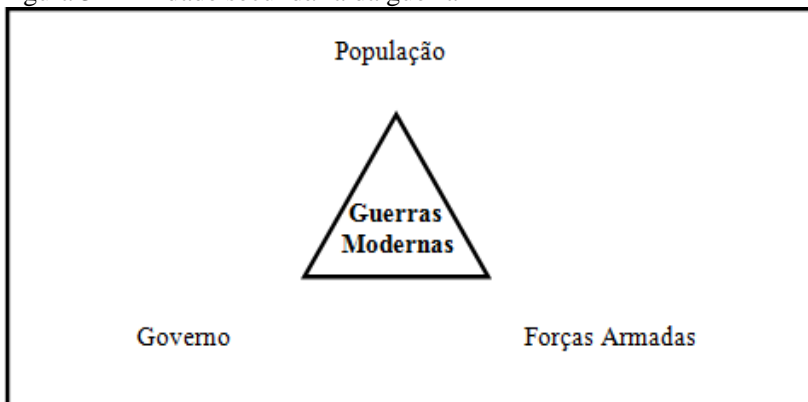 População
Guerras
Modernas
Governo
Forças Armadas